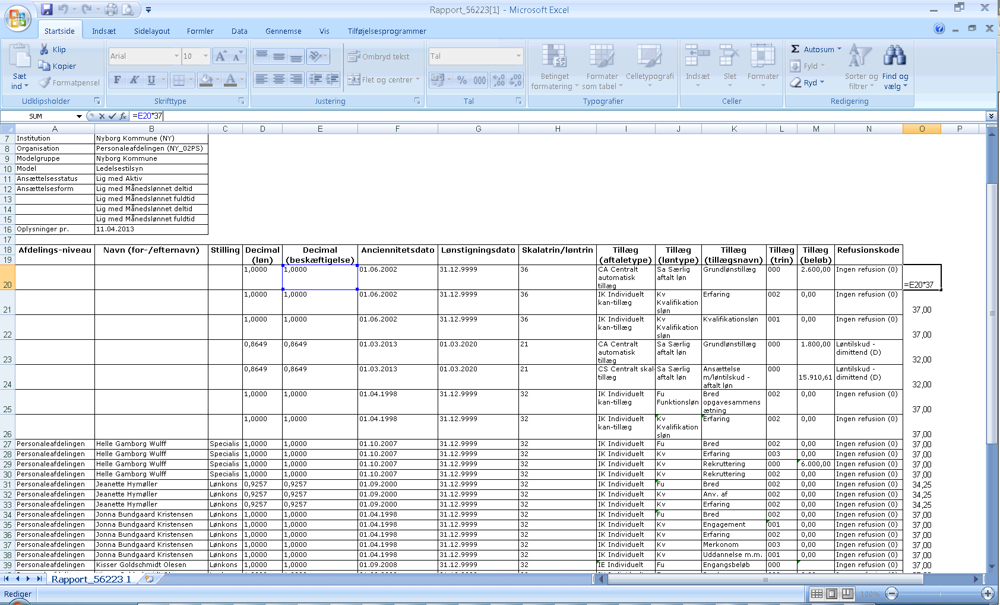 Rapport_56223[1] - Microsoft Excel
Startside Indsæt Sidelayout Formler Data Gennemse Vis Tilføjelsesprogrammer
Sæt ind
Klip
Kopier
Formatpensel
Udklipsholder
Arial 10
F K U
Skrifttype
Ombryd tekst
Flet og centrer
Justering
Tal
% 000
Tal
Betinget formatering
Formater som tabel
Celletypografi
Typografier
Indsæt Slet Formater
Celler
Σ Autosum
Fyld
Ryd
Sorter og filtrer
Find og vælg
Redigering
SUM =E20*37
A B C D E F G H I J K L M N O P
7 Institution Nyborg Kommune (NY)
8 Organisation Personaleafdelingen (NY_02PS)
9 Modelgruppe Nyborg Kommune
10 Model Ledelsestilsyn
11 Ansættelsesstatus Lig med Aktiv
12 Ansættelsesform Lig med Månedslønnet deltid
13 Lig med Månedslønnet fuldtid
14 Lig med Månedslønnet deltid
15 Lig med Månedslønnet fuldtid
16 Oplysninger pr. 11.04.2013
17
18 Afdelings-niveau Navn (for-/efternavn) Stilling Decimal Decimal Anciennitetsdato Lønstigningsdato Skalatrin/løntrin Tillæg Tillæg Tillæg Tillæg Tillæg Refusionskode
19 (løn) (beskæftigelse) (aftaletype) (løntype) (tillægsnavn) (trin) (beløb)
1,0000 1,0000 01.06.2002 31.12.9999 36 CA Centralt Sa Særlig Grundlønstillæg 000 2.600,00 Ingen refusion (0)
automatisk aftalt løn
20 tillæg =E20*37
1,0000 1,0000 01.06.2002 31.12.9999 36 IK Individuelt Kv Erfaring 002 0,00 Ingen refusion (0)
kan-tillæg Kvalifikation
21 sløn 37,00
1,0000 1,0000 01.06.2002 31.12.9999 36 IK Individuelt Kv Kvalifikationsløn 001 0,00 Ingen refusion (0)
kan-tillæg Kvalifikation
22 sløn 37,00
0,8649 0,8649 01.03.2013 01.03.2020 21 CA Centralt Sa Særlig Grundlønstillæg 000 1.800,00 Løntilskud -
automatisk aftalt løn dimittend (D)
23 tillæg 32,00
0,8649 0,8649 01.03.2013 01.03.2020 21 CS Centralt skal- Sa Særlig Ansættelse 000 Løntilskud -
tillæg aftalt løn m/løntilskud - 15.910,61 dimittend (D)
24 aftalt løn 32,00
1,0000 1,0000 01.04.1998 31.12.9999 32 IK Individuelt Fu Bred 002 0,00 Ingen refusion (0)
kan-tillæg Funktionsløn opgavesammens
25 ætning 37,00
1,0000 1,0000 01.04.1998 31.12.9999 32 IK Individuelt Kv Erfaring 002 0,00 Ingen refusion (0)
kan-tillæg Kvalifikation
26 sløn 37,00
27 Personaleafdelingen Helle Gamborg Wulff Specialis 1,0000 1,0000 01.10.2007 31.12.9999 32 IK Individuelt Fu Bred 002 0,00 Ingen refusion (0) 37,00
28 Personaleafdelingen Helle Gamborg Wulff Specialis 1,0000 1,0000 01.10.2007 31.12.9999 32 IK Individuelt Kv Erfaring 003 0,00 Ingen refusion (0) 37,00
29 Personaleafdelingen Helle Gamborg Wulff Specialis 1,0000 1,0000 01.10.2007 31.12.9999 32 IK Individuelt Kv Rekruttering 000 6.000,00 Ingen refusion (0) 37,00
30 Personaleafdelingen Helle Gamborg Wulff Specialis 1,0000 1,0000 01.10.2007 31.12.9999 32 IK Individuelt Kv Rekruttering 002 0,00 Ingen refusion (0) 37,00
31 Personaleafdelingen Jeanette Hymøller Lønkons 0,9257 0,9257 01.09.2000 31.12.9999 32 IK Individuelt Fu Bred 002 0,00 Ingen refusion (0) 34,25
32 Personaleafdelingen Jeanette Hymøller Lønkons 0,9257 0,9257 01.09.2000 31.12.9999 32 IK Individuelt Kv Anv. af 002 0,00 Ingen refusion (0) 34,25
33 Personaleafdelingen Jeanette Hymøller Lønkons 0,9257 0,9257 01.09.2000 31.12.9999 32 IK Individuelt Kv Erfaring 002 0,00 Ingen refusion (0) 34,25
34 Personaleafdelingen Jonna Bundgaard Kristensen Lønkons 1,0000 1,0000 01.04.1998 31.12.9999 32 IK Individuelt Fu Bred 002 0,00 Ingen refusion (0) 37,00
35 Personaleafdelingen Jonna Bundgaard Kristensen Lønkons 1,0000 1,0000 01.04.1998 31.12.9999 32 IK Individuelt Kv Engagement 001 0,00 Ingen refusion (0) 37,00
36 Personaleafdelingen Jonna Bundgaard Kristensen Lønkons 1,0000 1,0000 01.04.1998 31.12.9999 32 IK Individuelt Kv Erfaring 002 0,00 Ingen refusion (0) 37,00
37 Personaleafdelingen Jonna Bundgaard Kristensen Lønkons 1,0000 1,0000 01.04.1998 31.12.9999 32 IK Individuelt Kv Merkonom 003 0,00 Ingen refusion (0) 37,00
38 Personaleafdelingen Jonna Bundgaard Kristensen Lønkons 1,0000 1,0000 01.04.1998 31.12.9999 32 IK Individuelt Kv Uddannelse m.m. 001 0,00 Ingen refusion (0) 37,00
39 Personaleafdelingen Kisser Goldschmidt Olesen Lønkons 1,0000 1,0000 01.09.2008 31.12.9999 32 IE Individuelt Fu Engangsbeløb 000 Ingen refusion (0) 37,00
Rapport_56223 1
Rediger 100%